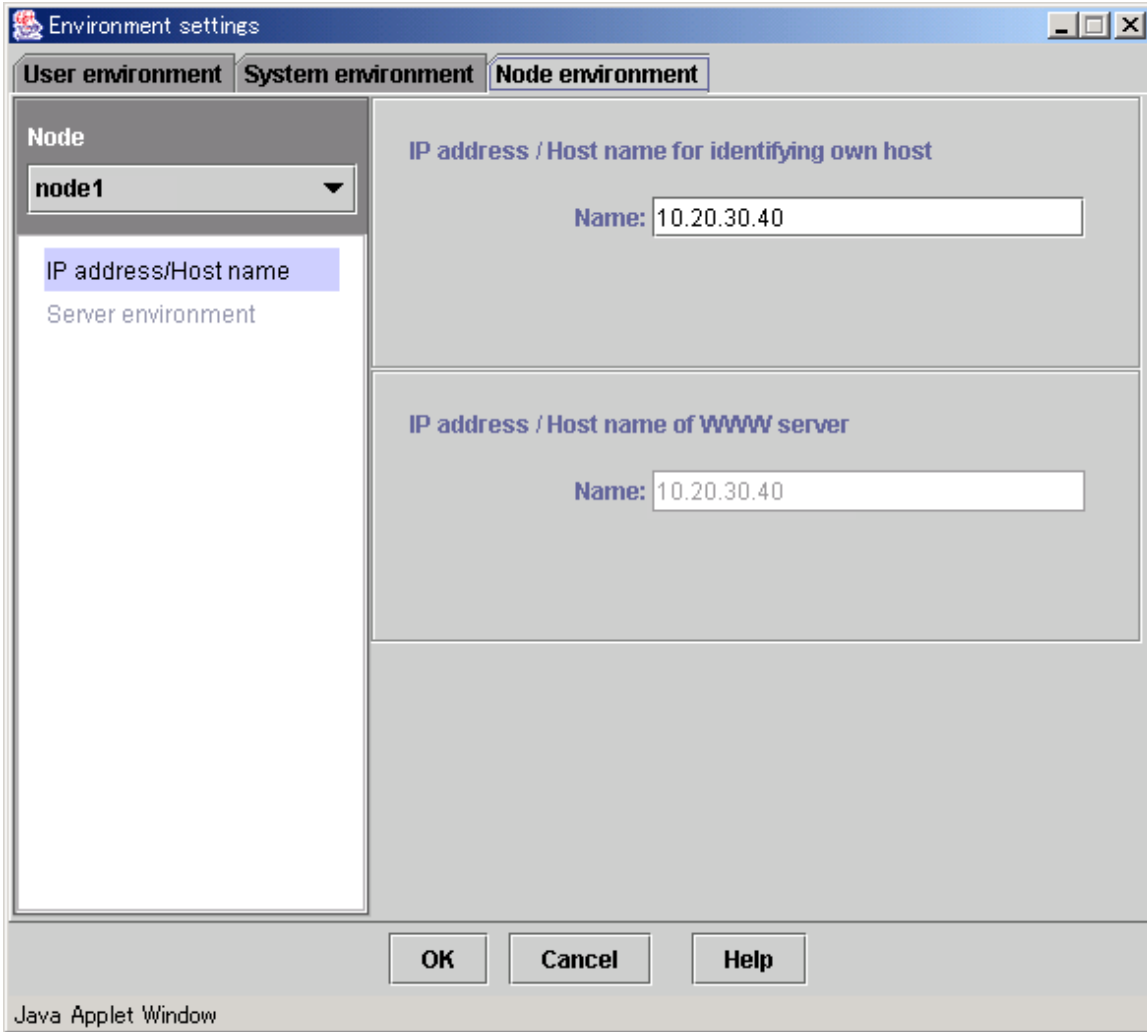 Environment settings
User environment System environment Node environment
Node
node1
IP address/Host name
Server environment
IP address / Host name for identifying own host
Name: 10.20.30.40
IP address / Host name of WWW server
Name: 10.20.30.40
OK Cancel Help
Java Applet Window